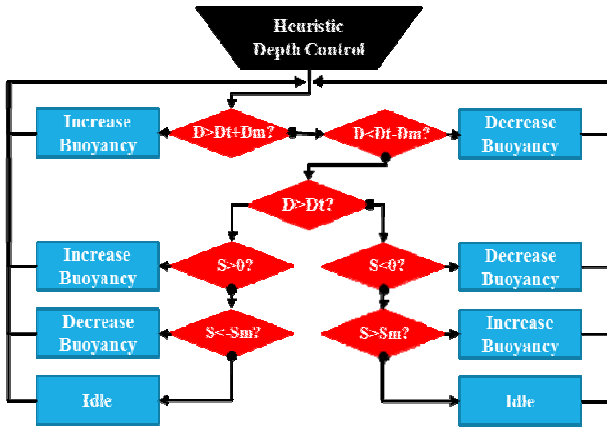 Heuristic
Depth Control
Increase
Buoyancy
D>Dt+Dm?
D<Dt-Dm?
Decrease
Buoyancy
D>Dt?
Increase
Buoyancy
S>0?
S<0?
Decrease
Buoyancy
Decrease
Buoyancy
S<-Sm?
S>Sm?
Increase
Buoyancy
Idle
Idle